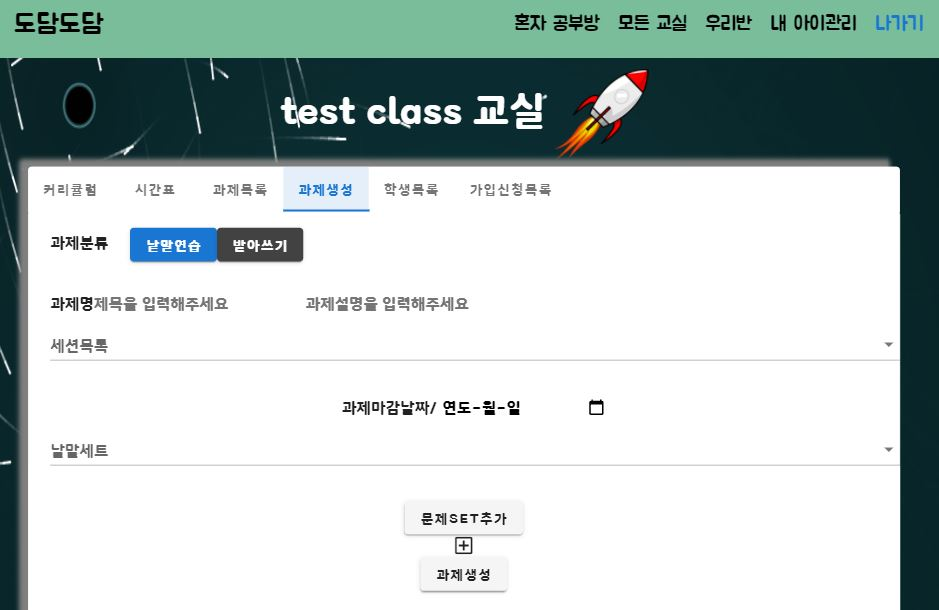 도담도담 혼자 공부방 모든 교실 우리반 내 아이관리 나가기
test class 교실
커리큘럼 시간표 과제목록 과제생성 학생목록 가입신청목록
과제분류 낱말연습 받아쓰기
과제명제목을 입력해주세요 과제설명을 입력해주세요
세션목록
과제마감날짜/ 연도-월-일
낱말세트
문제SET추가
과제생성